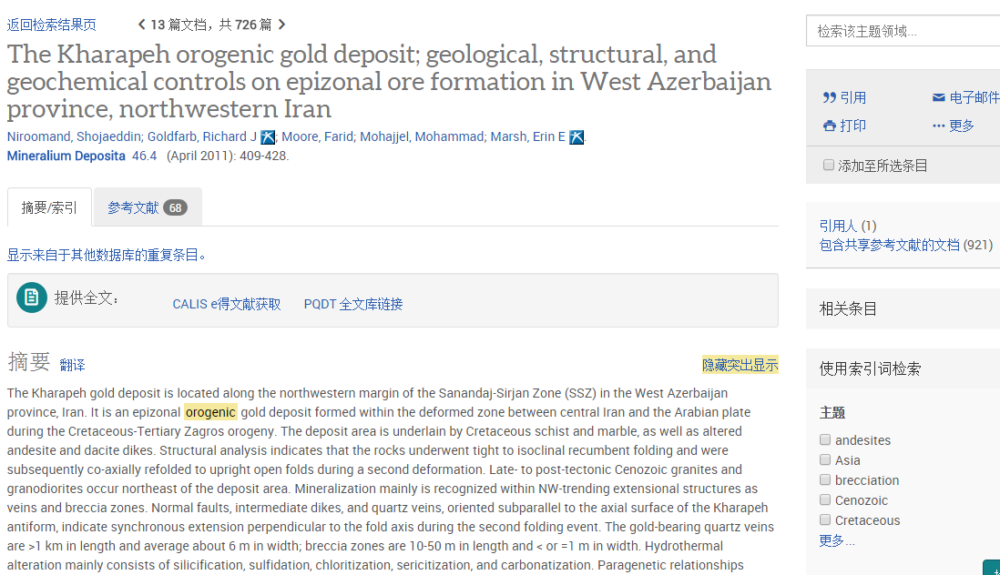 返回检索结果页
13 篇文档，共 726 篇
The Kharapeh orogenic gold deposit; geological, structural, and
geochemical controls on epizonal ore formation in West Azerbaijan
province, northwestern Iran
Niroomand, Shojaeddin; Goldfarb, Richard J ; Moore, Farid; Mohajjel, Mohammad; Marsh, Erin E .
Mineralium Deposita 46.4 (April 2011): 409-428.
摘要/索引
参考文献 68
显示来自于其他数据库的重复条目。
提供全文：
CALIS e得文献获取
PQDT 全文库链接
摘要 翻译
隐藏突出显示
The Kharapeh gold deposit is located along the northwestern margin of the Sanandaj-Sirjan Zone (SSZ) in the West Azerbaijan
province, Iran. It is an epizonal orogenic gold deposit formed within the deformed zone between central Iran and the Arabian plate
during the Cretaceous-Tertiary Zagros orogeny. The deposit area is underlain by Cretaceous schist and marble, as well as altered
andesite and dacite dikes. Structural analysis indicates that the rocks underwent tight to isoclinal recumbent folding and were
subsequently co-axially refolded to upright open folds during a second deformation. Late- to post-tectonic Cenozoic granites and
granodiorites occur northeast of the deposit area. Mineralization mainly is recognized within NW-trending extensional structures as
veins and breccia zones. Normal faults, intermediate dikes, and quartz veins, oriented subparallel to the axial surface of the Kharapeh
antiform, indicate synchronous extension perpendicular to the fold axis during the second folding event. The gold-bearing quartz veins
are >1 km in length and average about 6 m in width; breccia zones are 10-50 m in length and < or =1 m in width. Hydrothermal
alteration mainly consists of silicification, sulfidation, chloritization, sericitization, and carbonatization. Paragenetic relationships
检索该主题领域...
引用
电子邮件
打印
更多
添加至所选条目
引用人 (1)
包含共享参考文献的文档 (921)
相关条目
使用索引词检索
主题
andesites
Asia
brecciation
Cenozoic
Cretaceous
更多...